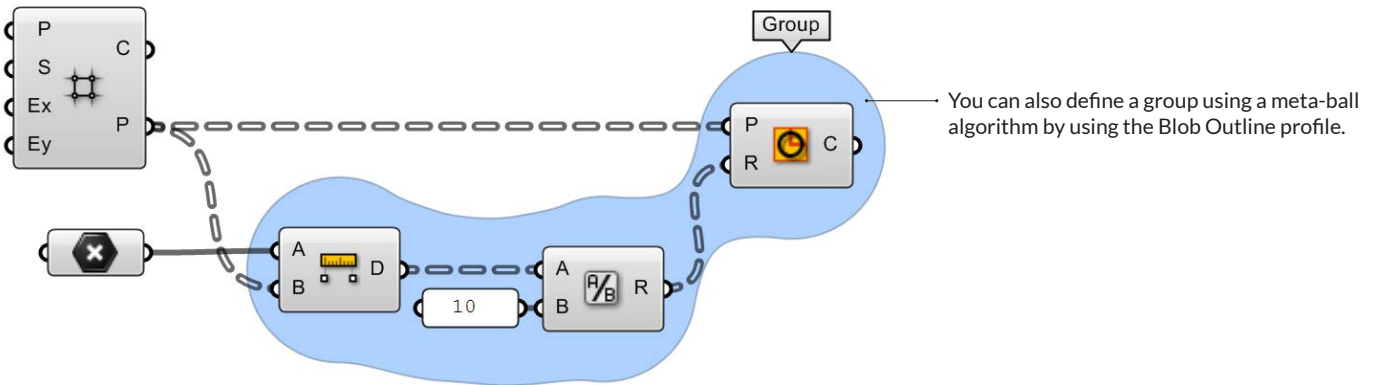 Group
P
S
Ex
Ey
C
P
P
R
C
You can also define a group using a meta-ball
algorithm by using the Blob Outline profile.
A
B
D
10
A
B
A/B
R